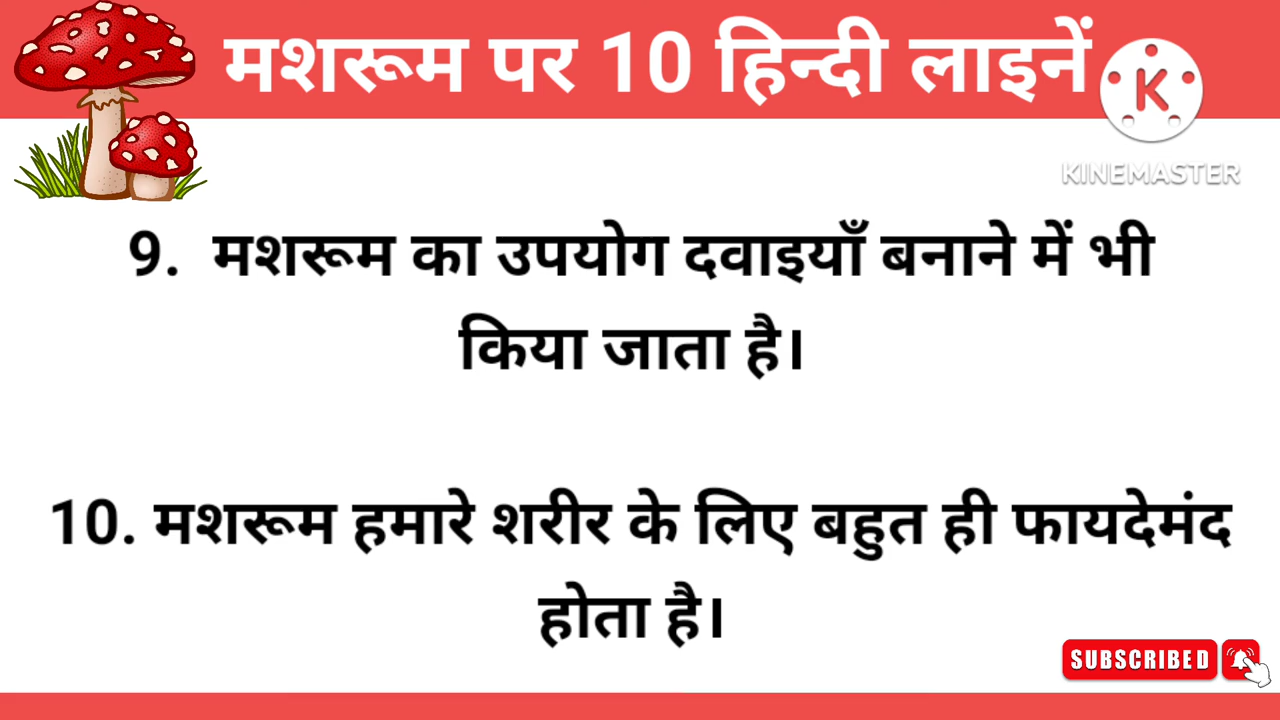 मशरूम पर 10 हिन्दी लाइनें
K
KINEMASTER
9. मशरूम का उपयोग दवाइयाँ बनाने में भी
किया जाता है।
10. मशरूम हमारे शरीर के लिए बहुत ही फायदेमंद
होता है।
SUBSCRIBED